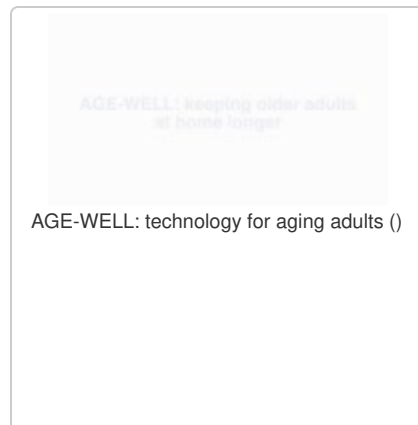 AGE-WELL: keeping older adults
at home longer
AGE-WELL: technology for aging adults ()